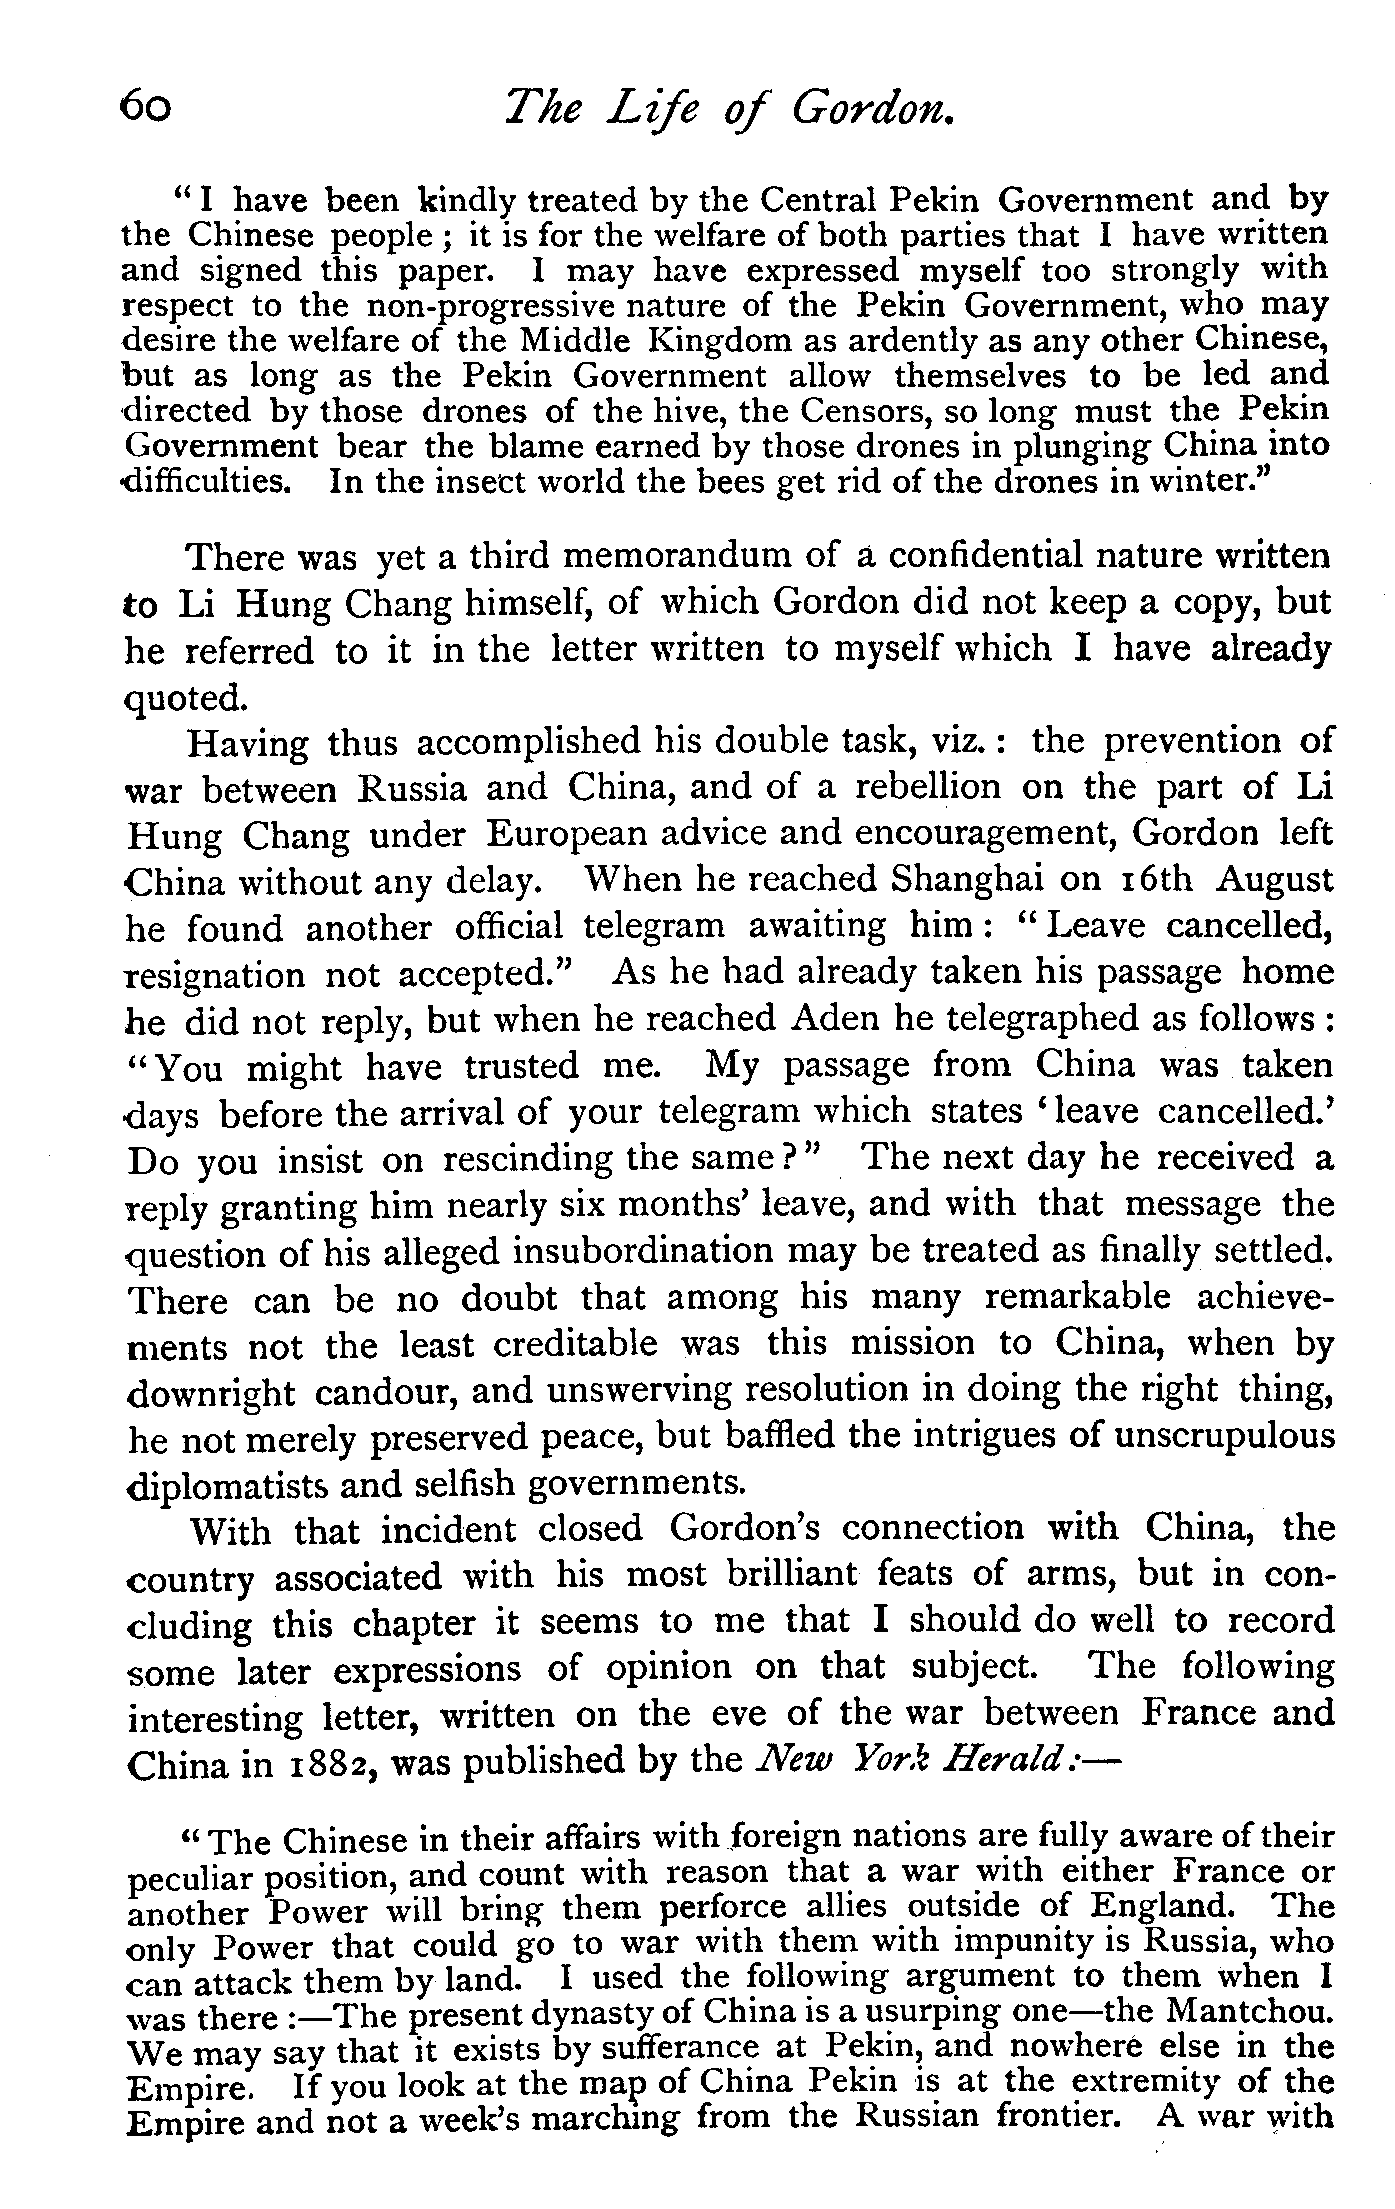 60 The Life of Gordon.
“ I have been kindly treated by the Central Pekin Government and by
the Chinese people ; it is for the welfare of both parties that I have written
and signed this paper. I may have expressed myself too strongly with
respect to the non-progressive nature of the Pekin Government, who may
desire the welfare of the Middle Kingdom as ardently as any other Chinese,
but as long as the Pekin Government allow themselves to be led and
directed by those drones of the hive, the Censors, so long must the Pekin
Government bear the blame earned by those drones in plunging China into
difficulties. In the insect world the bees get rid of the drones in winter.”
There was yet a third memorandum of a confidential nature written
to Li Hung Chang himself, of which Gordon did not keep a copy, but
he referred to it in the letter written to myself which I have already
quoted.
Having thus accomplished his double task, viz. : the prevention of
war between Russia and China, and of a rebellion on the part of Li
Hung Chang under European advice and encouragement, Gordon left
China without any delay. When he reached Shanghai on 16th August
he found another official telegram awaiting him : “ Leave cancelled,
resignation not accepted.” As he had already taken his passage home
he did not reply, but when he reached Aden he telegraphed as follows :
“ You might have trusted me. My passage from China was taken
days before the arrival of your telegram which states ‘ leave cancelled.’
Do you insist on rescinding the same ? ” The next day he received a
reply granting him nearly six months’ leave, and with that message the
question of his alleged insubordination may be treated as finally settled.
There can be no doubt that among his many remarkable achieve-
ments not the least creditable was this mission to China, when by
downright candour, and unswerving resolution in doing the right thing,
he not merely preserved peace, but baffled the intrigues of unscrupulous
diplomatists and selfish governments.
With that incident closed Gordon’s connection with China, the
country associated with his most brilliant feats of arms, but in con-
cluding this chapter it seems to me that I should do well to record
some later expressions of opinion on that subject. The following
interesting letter, written on the eve of the war between France and
China in 1882, was published by the New York Herald :—
“ The Chinese in their affairs with foreign nations are fully aware of their
peculiar position, and count with reason that a war with either France or
another Power will bring them perforce allies outside of England. The
only Power that could go to war with them with impunity is Russia, who
can attack them by land. I used the following argument to them when I
was there :—The present dynasty of China is a usurping one—the Mantchou.
We may say that it exists by sufferance at Pekin, and nowhere else in the
Empire. If you look at the map of China Pekin is at the extremity of the
Empire and not a week’s marching from the Russian frontier. A war with